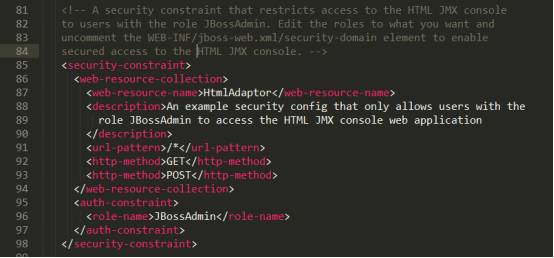 81 <!-- A security constraint that restricts access to the HTML JMX console
82 to users with the role JBossAdmin. Edit the roles to what you want and
83 uncomment the WEB-INF/jboss-web.xml/security-domain element to enable
84 secured access to the HTML JMX console. -->
85 <security-constraint>
86 <web-resource-collection>
87 <web-resource-name>HtmlAdaptor</web-resource-name>
88 <description>An example security config that only allows users with the
89 role JBossAdmin to access the HTML JMX console web application
90 </description>
91 <url-pattern>/*</url-pattern>
92 <http-method>GET</http-method>
93 <http-method>POST</http-method>
94 </web-resource-collection>
95 <auth-constraint>
96 <role-name>JBossAdmin</role-name>
97 </auth-constraint>
98 </security-constraint>
99